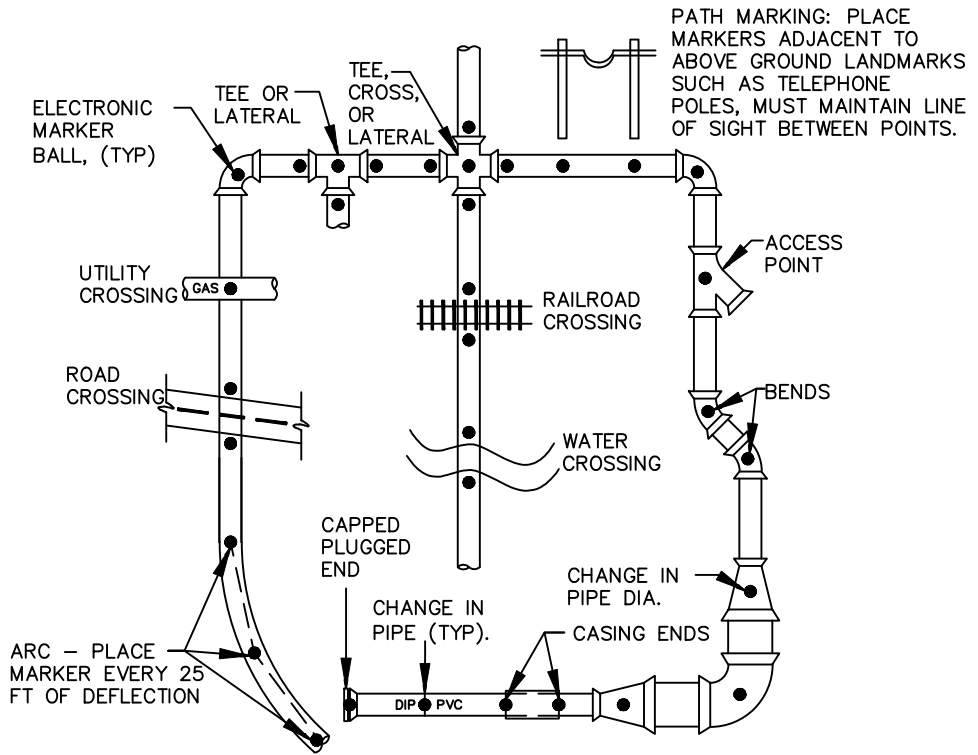 PATH MARKING: PLACE
MARKERS ADJACENT TO
ABOVE GROUND LANDMARKS
SUCH AS TELEPHONE
POLES, MUST MAINTAIN LINE
OF SIGHT BETWEEN POINTS.
TEE,
CROSS,
OR
LATERAL
TEE OR
LATERAL
ELECTRONIC
MARKER
BALL, (TYP)
ACCESS
POINT
UTILITY
CROSSING
GAS
RAILROAD
CROSSING
ROAD
CROSSING
BENDS
WATER
CROSSING
CAPPED
PLUGGED
END
CHANGE IN
PIPE DIA.
CHANGE IN
PIPE (TYP).
CASING ENDS
ARC – PLACE
MARKER EVERY 25
FT OF DEFLECTION
DIP PVC